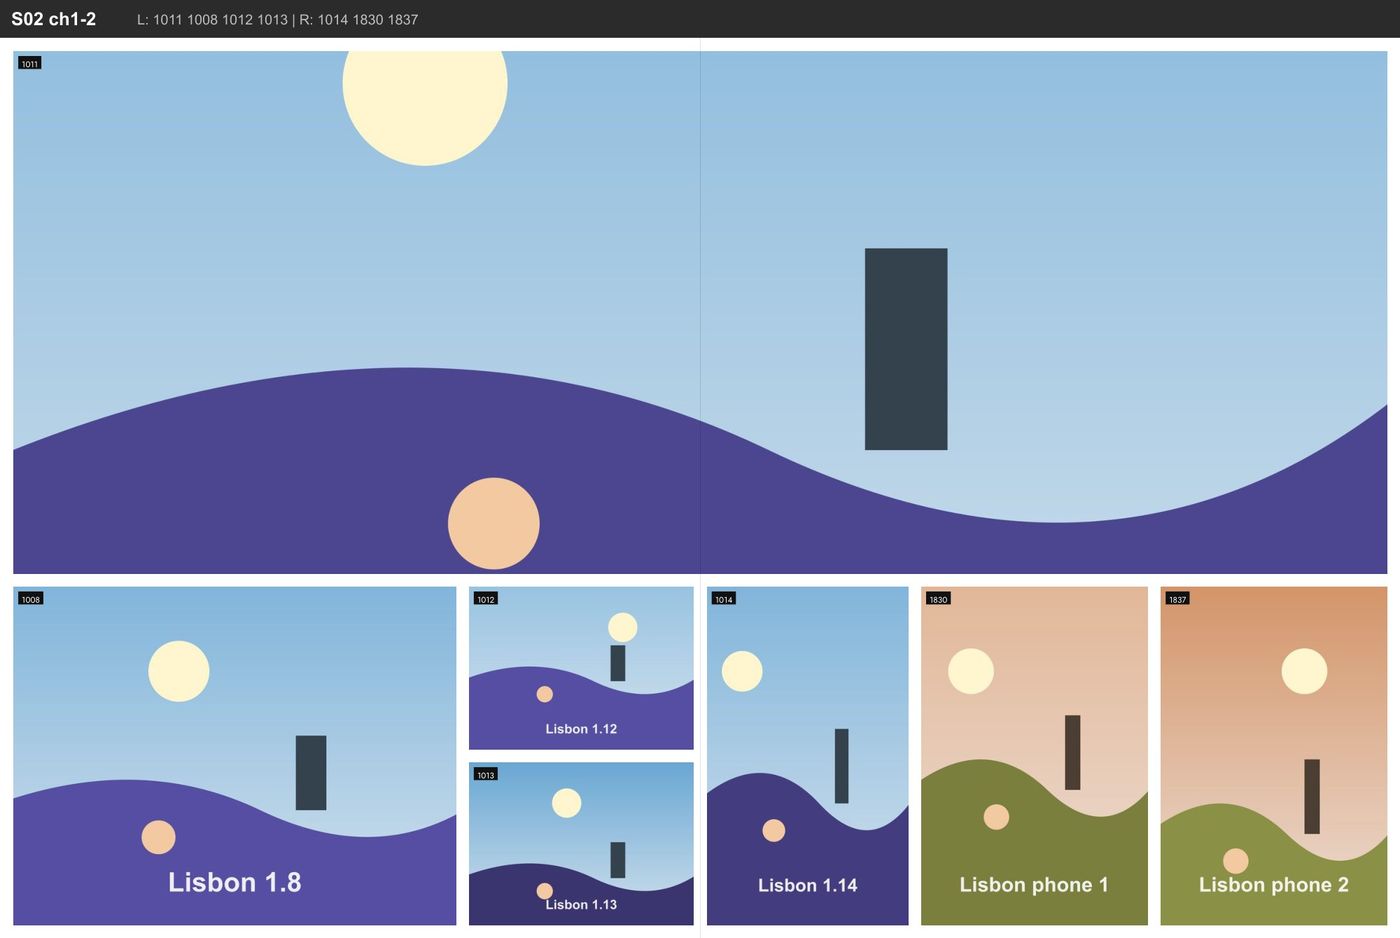 S02 ch1-2 L: 1011 1008 1012 1013 | R: 1014 1830 1837
1011
1008
Lisbon 1.8
1012
Lisbon 1.12
1013
Lisbon 1.13
1014
Lisbon 1.14
1830
Lisbon phone 1
1837
Lisbon phone 2